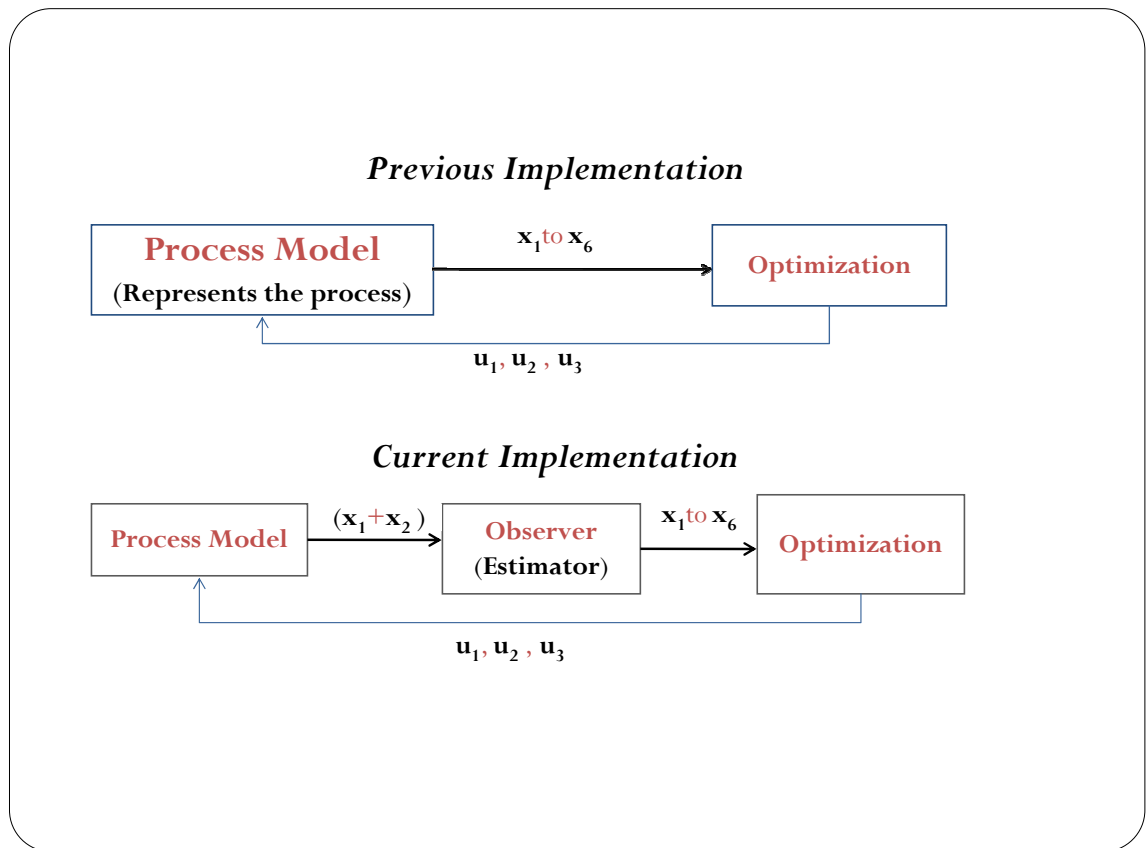 Previous Implementation
x₁ to x₆
Process Model
(Represents the process)
Optimization
u₁, u₂ , u₃
Current Implementation
(x₁+x₂ )
x₁ to x₆
Process Model
Observer
(Estimator)
Optimization
u₁, u₂ , u₃